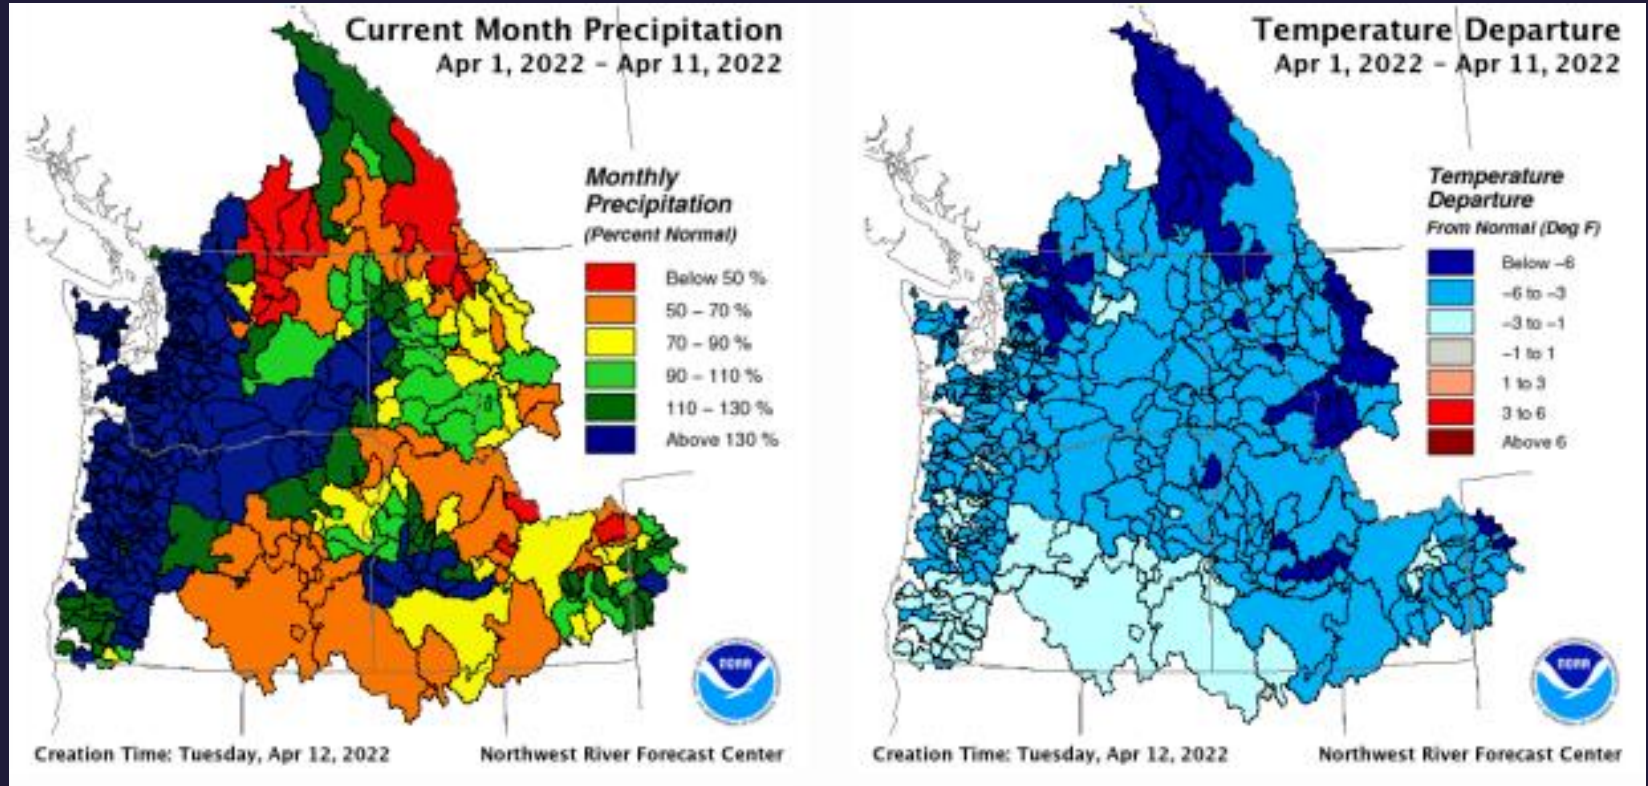 Current Month Precipitation
Apr 1, 2022 - Apr 11, 2022
Monthly
Precipitation
(Percent Normal)
Below 50 %
50 - 70 %
70 - 90 %
90 - 110 %
110 - 130 %
Above 130 %
NOAA
Creation Time: Tuesday, Apr 12, 2022
Northwest River Forecast Center
Temperature Departure
Apr 1, 2022 - Apr 11, 2022
Temperature
Departure
From Normal (Deg F)
Below -6
-6 to -3
-3 to -1
-1 to 1
1 to 3
3 to 6
Above 6
NOAA
Creation Time: Tuesday, Apr 12, 2022
Northwest River Forecast Center